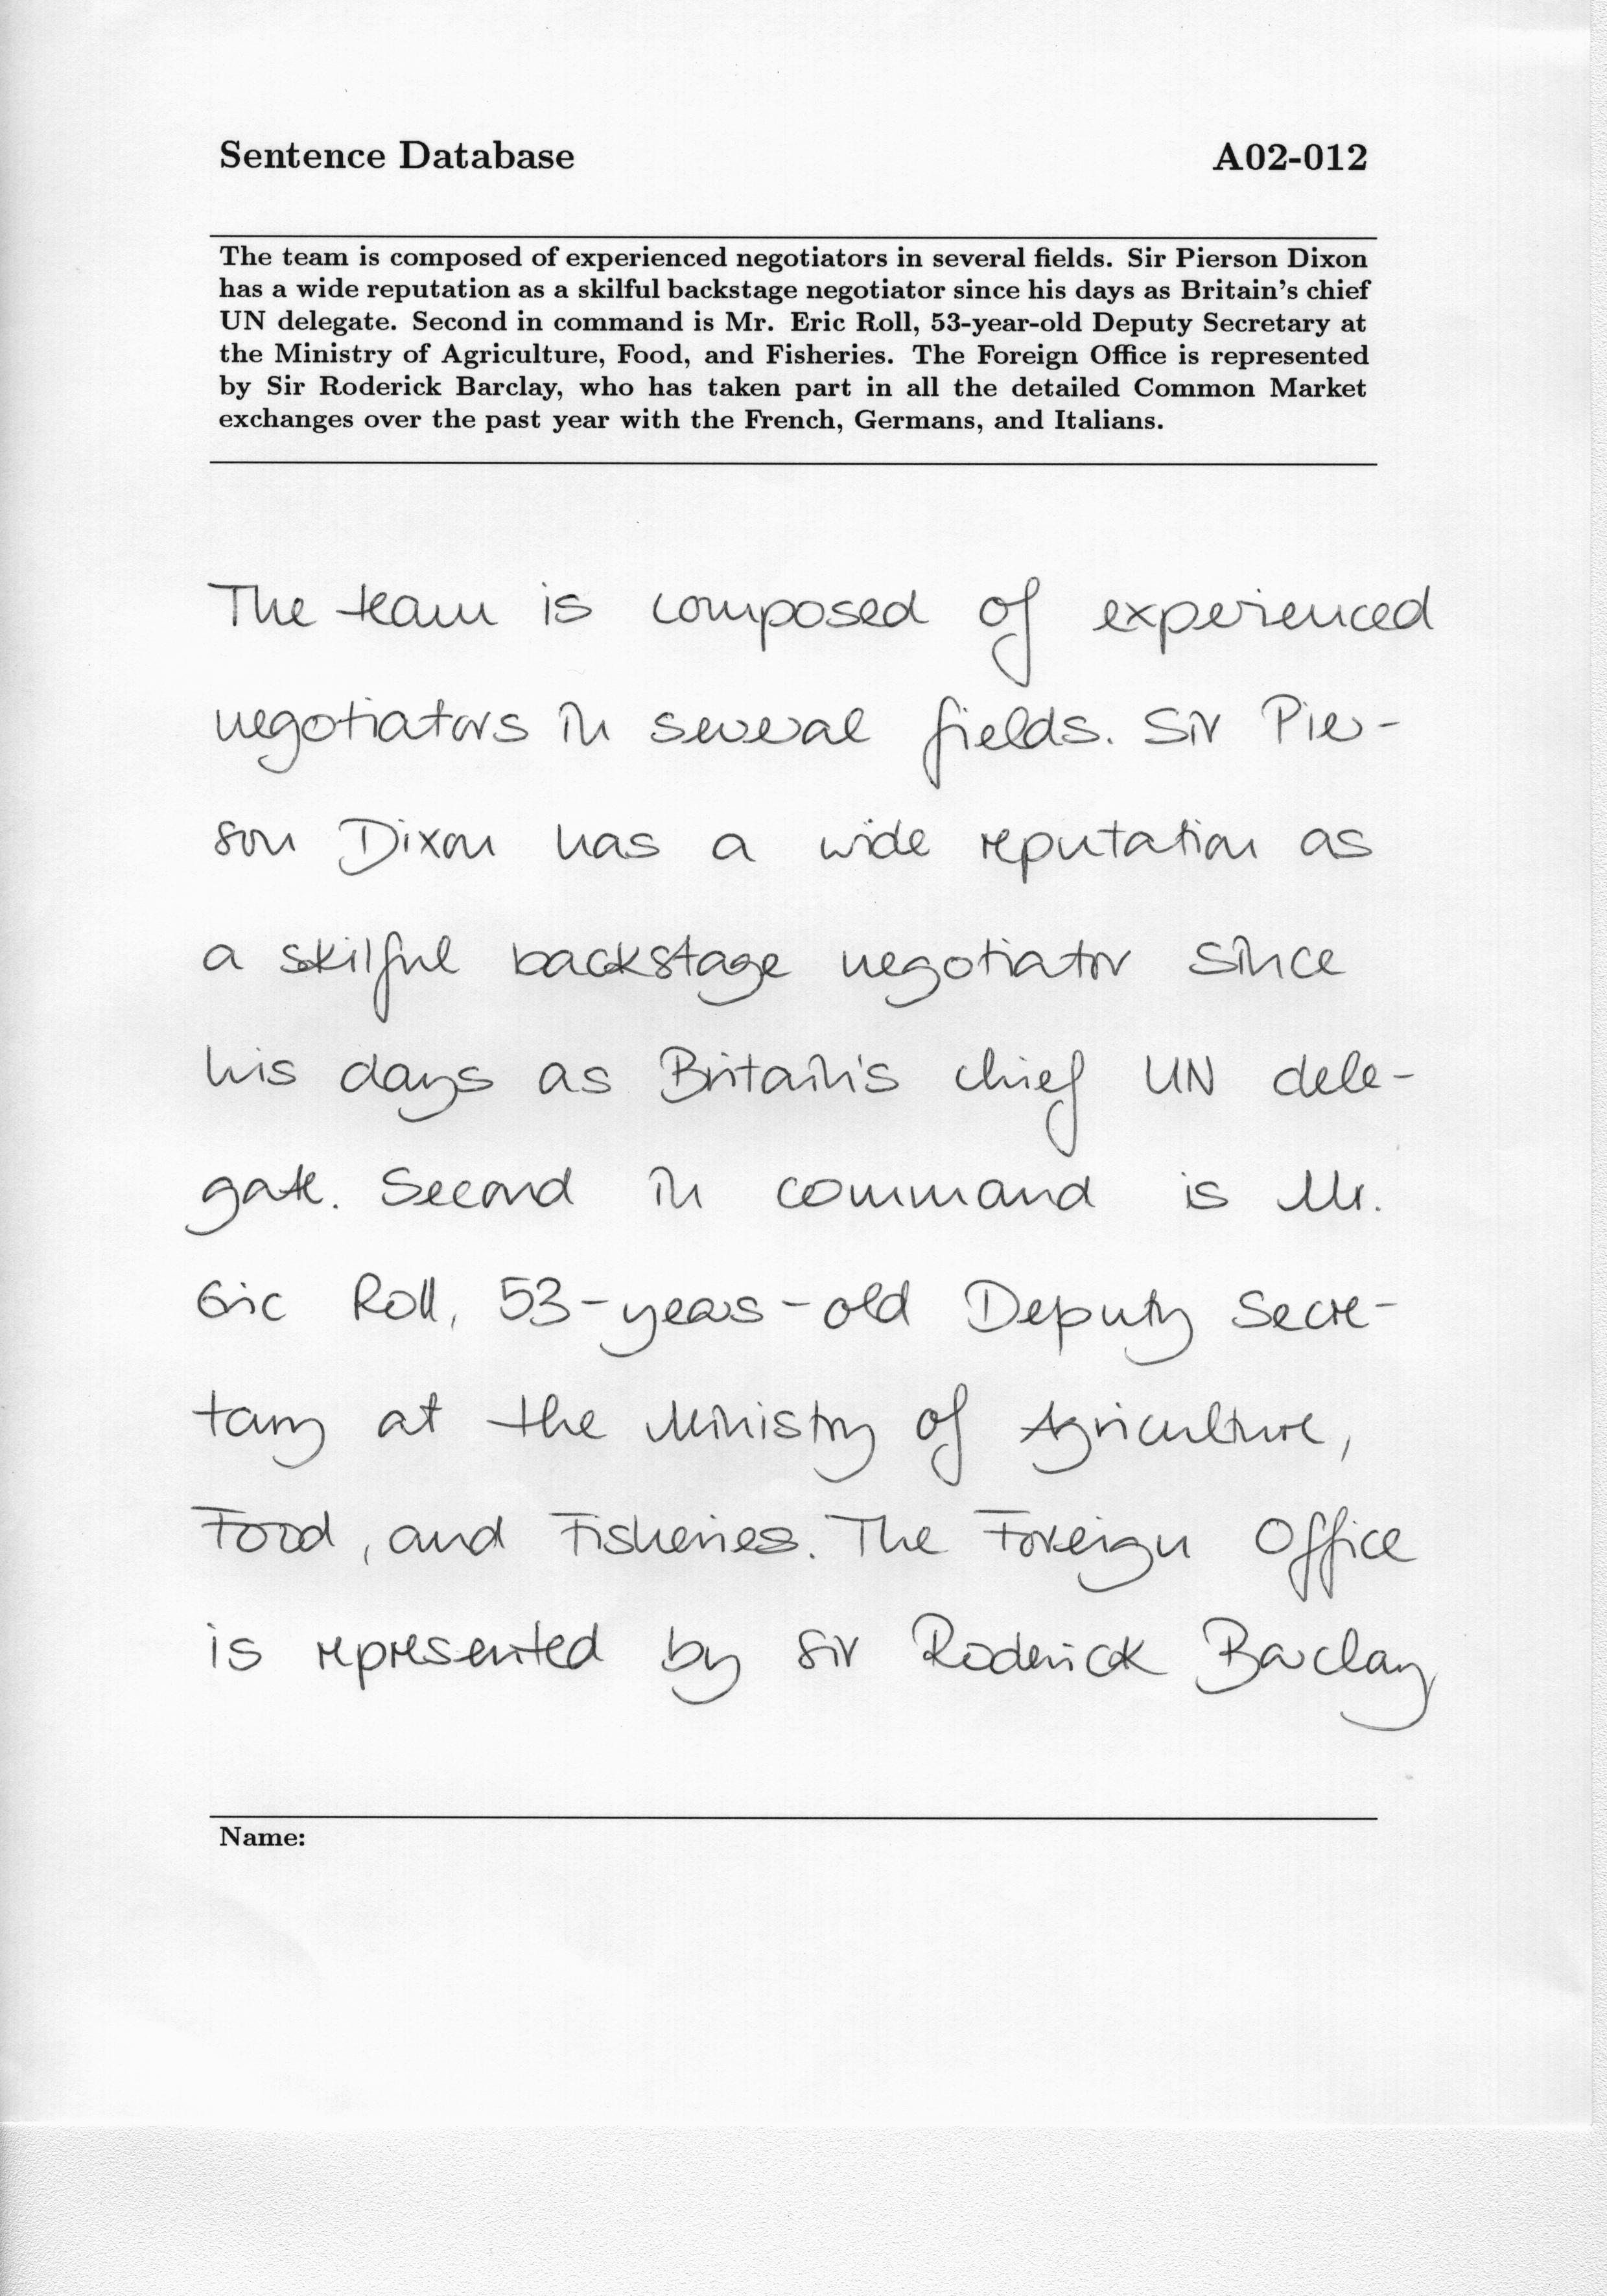 Sentence Database A02-012
The team is composed of experienced negotiators in several fields. Sir Pierson Dixon
has a wide reputation as a skilful backstage negotiator since his days as Britain's chief
UN delegate. Second in command is Mr. Eric Roll, 53-year-old Deputy Secretary at
the Ministry of Agriculture, Food, and Fisheries. The Foreign Office is represented
by Sir Roderick Barclay, who has taken part in all the detailed Common Market
exchanges over the past year with the French, Germans, and Italians.
The team is composed of experienced
negotiators in several fields. Sir Pier-
son Dixon has a wide reputation as
a skilful backstage negotiator since
his days as Britain's chief UN dele-
gate. Second in command is Mr.
Eric Roll, 53-years-old Deputy Secre-
tary at the Ministry of Agriculture,
Food, and Fisheries. The Foreign Office
is represented by Sir Roderick Barclay
Name: